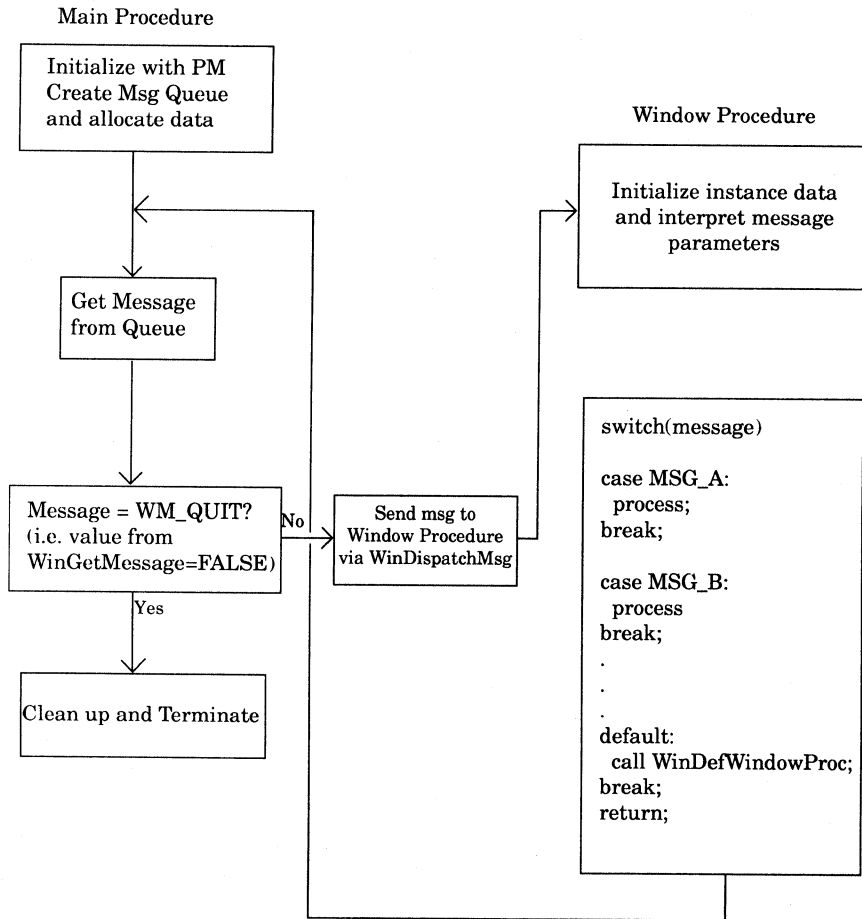 Main Procedure
Initialize with PM
Create Msg Queue
and allocate data
Get Message
from Queue
Message = WM_QUIT?
(i.e. value from
WinGetMessage=FALSE)
No
Yes
Clean up and Terminate
Send msg to
Window Procedure
via WinDispatchMsg
Window Procedure
Initialize instance data
and interpret message
parameters
switch(message)
case MSG_A:
process;
break;
case MSG_B:
process
break;
.
.
.
default:
call WinDefWindowProc;
break;
return;